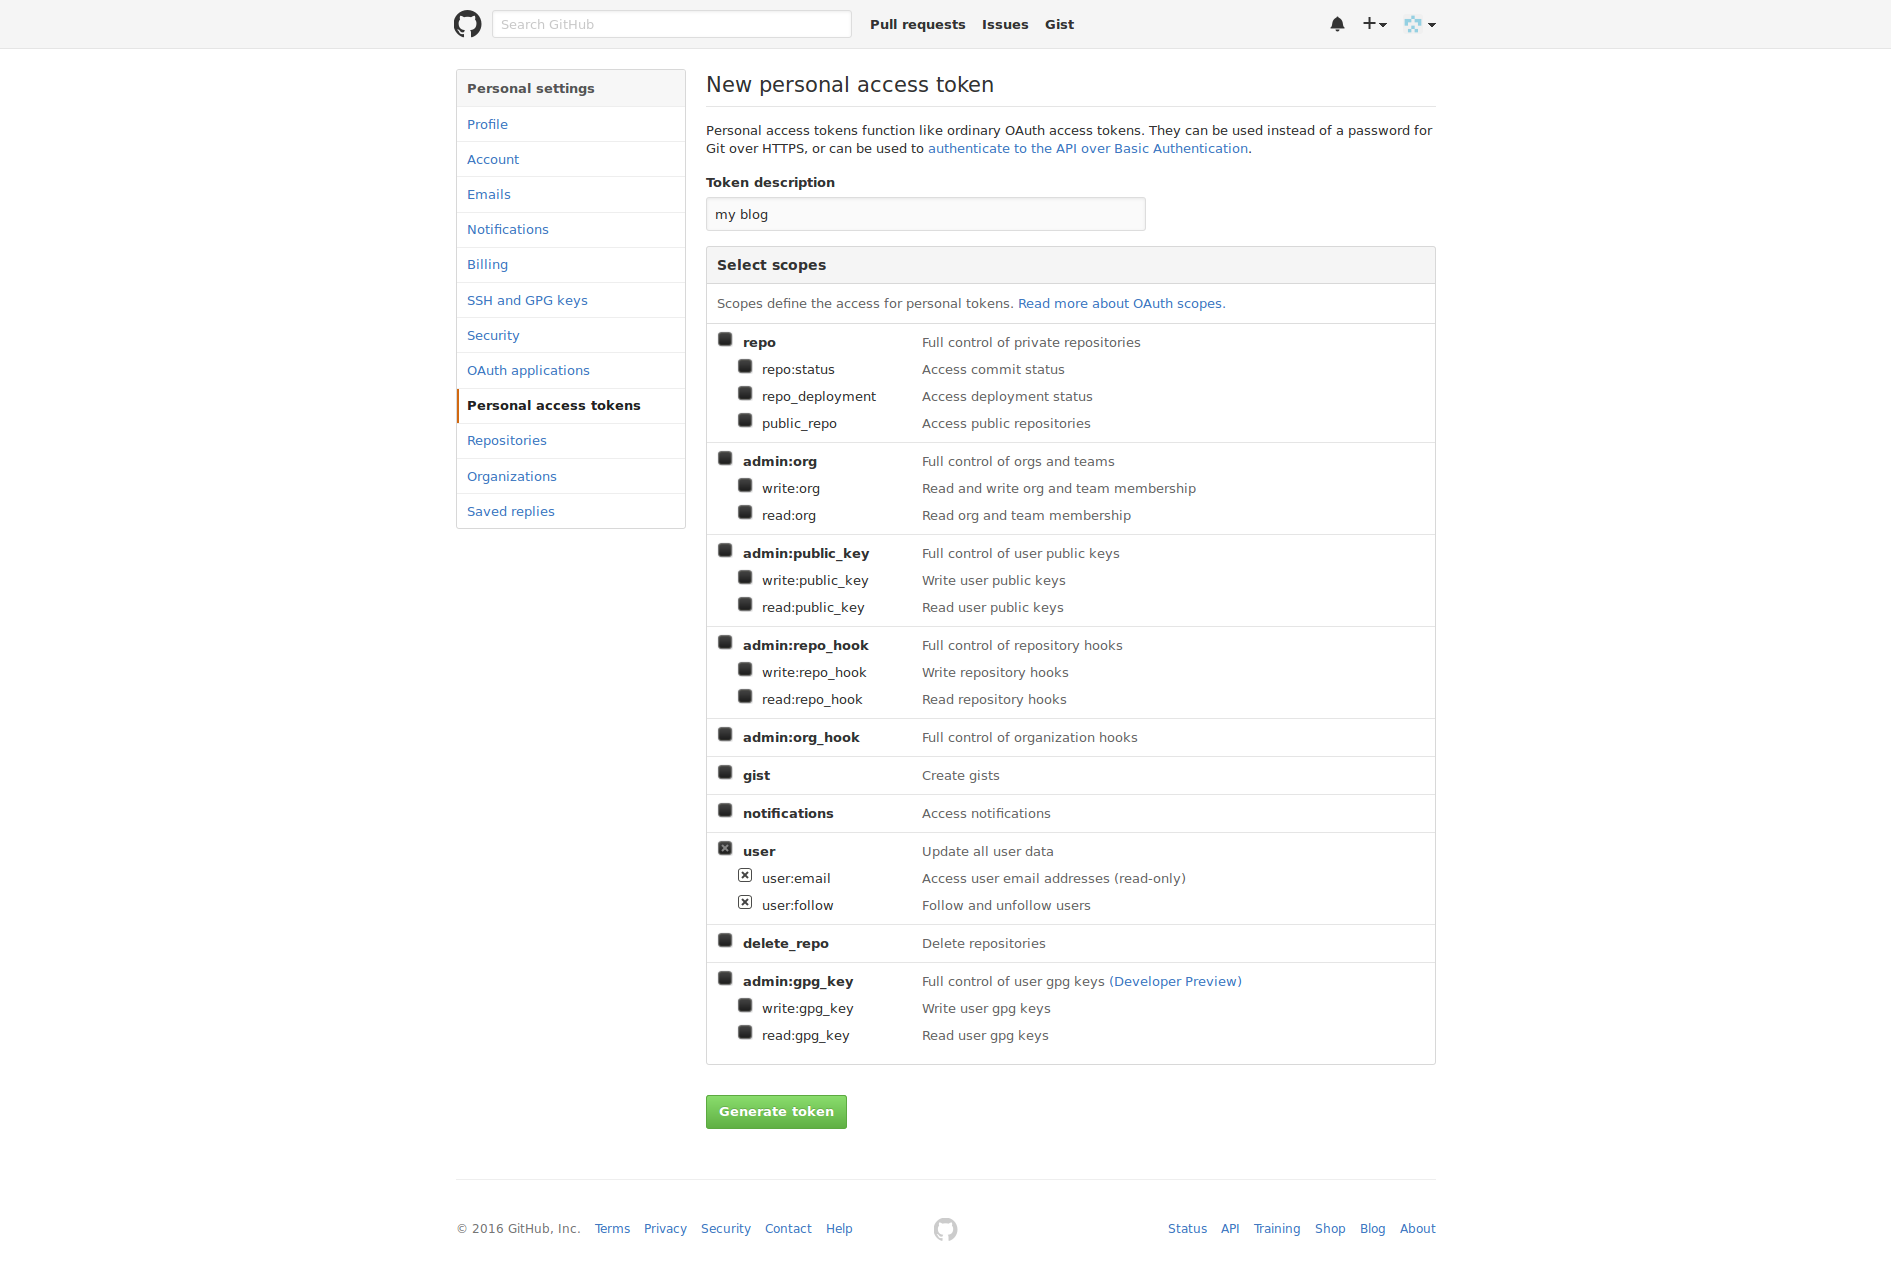 Search GitHub
Pull requests
Issues
Gist
Personal settings
Profile
Account
Emails
Notifications
Billing
SSH and GPG keys
Security
OAuth applications
Personal access tokens
Repositories
Organizations
Saved replies
New personal access token
Personal access tokens function like ordinary OAuth access tokens. They can be used instead of a password for
Git over HTTPS, or can be used to authenticate to the API over Basic Authentication.
Token description
my blog
Select scopes
Scopes define the access for personal tokens. Read more about OAuth scopes.
repo Full control of private repositories
repo:status Access commit status
repo_deployment Access deployment status
public_repo Access public repositories
admin:org Full control of orgs and teams
write:org Read and write org and team membership
read:org Read org and team membership
admin:public_key Full control of user public keys
write:public_key Write user public keys
read:public_key Read user public keys
admin:repo_hook Full control of repository hooks
write:repo_hook Write repository hooks
read:repo_hook Read repository hooks
admin:org_hook Full control of organization hooks
gist Create gists
notifications Access notifications
user Update all user data
user:email Access user email addresses (read-only)
user:follow Follow and unfollow users
delete_repo Delete repositories
admin:gpg_key Full control of user gpg keys (Developer Preview)
write:gpg_key Write user gpg keys
read:gpg_key Read user gpg keys
Generate token
© 2016 GitHub, Inc. Terms Privacy Security Contact Help
Status API Training Shop Blog About